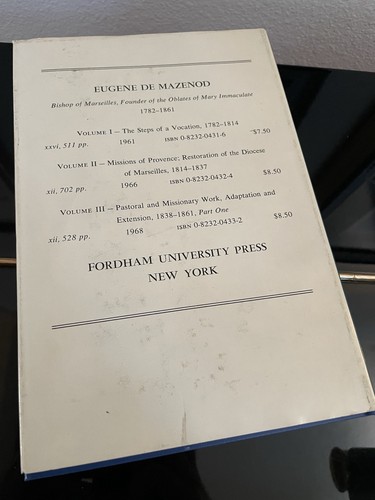 EUGENE DE MAZENOD
Bishop of Marseilles, Founder of the Oblates of Mary Immaculate
1782–1861
VOLUME I — The Steps of a Vocation, 1782–1814
xxvi, 511 pp. 1961 ISBN 0-8232-0431-6 $7.50
VOLUME II — Missions of Provence; Restoration of the Diocese
of Marseilles, 1814–1837
xii, 702 pp. 1966 ISBN 0-8232-0432-4 $8.50
VOLUME III — Pastoral and Missionary Work, Adaptation and
Extension, 1838–1861, Part One
xii, 528 pp. 1968 ISBN 0-8232-0433-2 $8.50
FORDHAM UNIVERSITY PRESS
NEW YORK